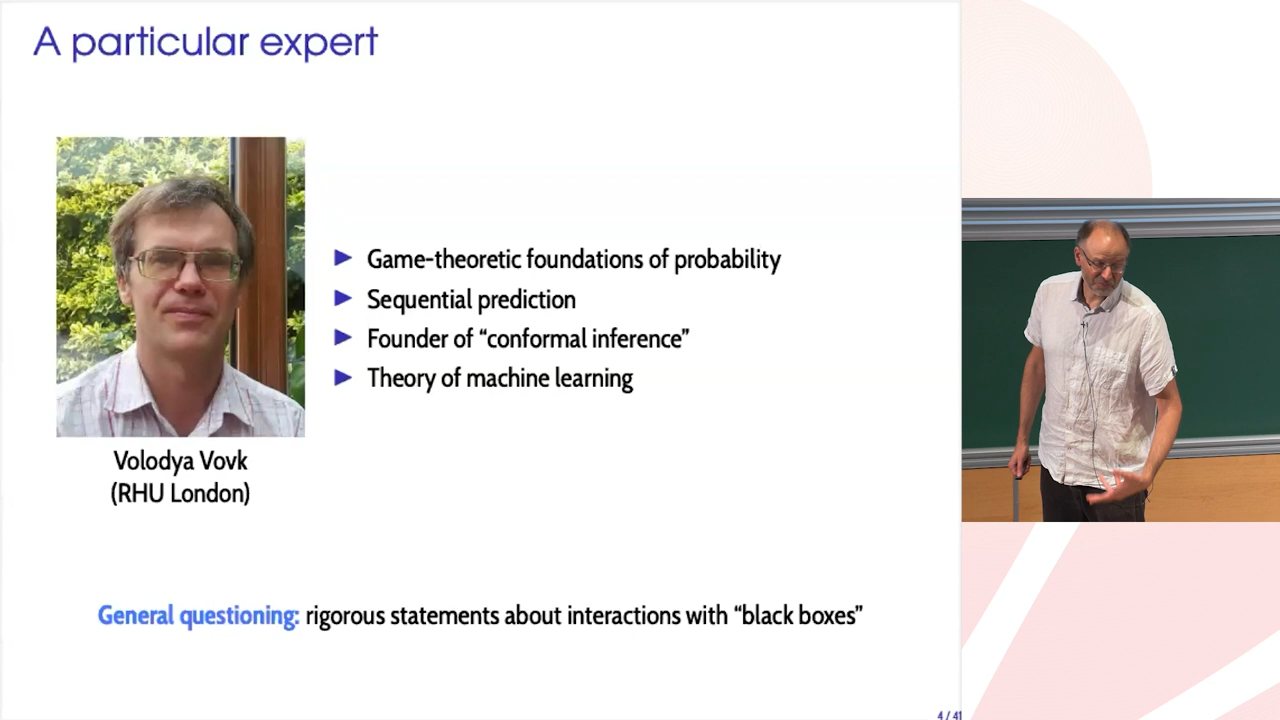 A particular expert
► Game-theoretic foundations of probability
► Sequential prediction
► Founder of “conformal inference”
► Theory of machine learning
Volodya Vovk
(RHU London)
General questioning: rigorous statements about interactions with “black boxes”
4 / 41